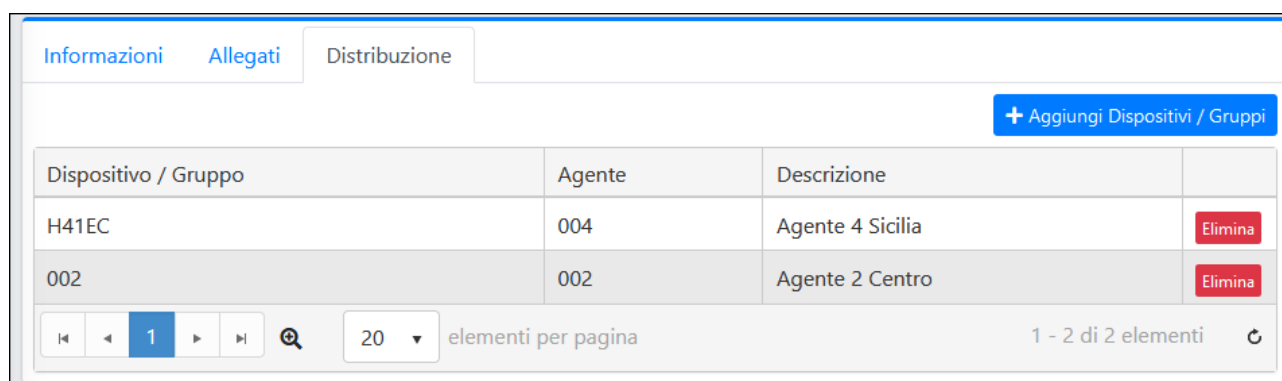 Informazioni Allegati Distribuzione
+ Aggiungi Dispositivi / Gruppi
Dispositivo / Gruppo Agente Descrizione
H41EC 004 Agente 4 Sicilia Elimina
002 002 Agente 2 Centro Elimina
1 20 elementi per pagina 1 - 2 di 2 elementi